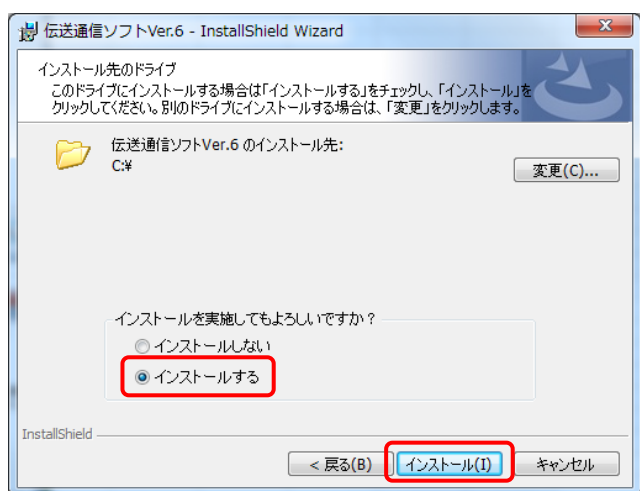 伝送通信ソフトVer.6 - InstallShield Wizard
インストール先のドライブ
このドライブにインストールする場合は「インストールする」をチェックし、「インストール」を
クリックしてください。別のドライブにインストールする場合は、「変更」をクリックします。
伝送通信ソフトVer.6 のインストール先:
C:¥
変更(C)...
インストールを実施してもよろしいですか？
インストールしない
インストールする
InstallShield
< 戻る(B)
インストール(I)
キャンセル